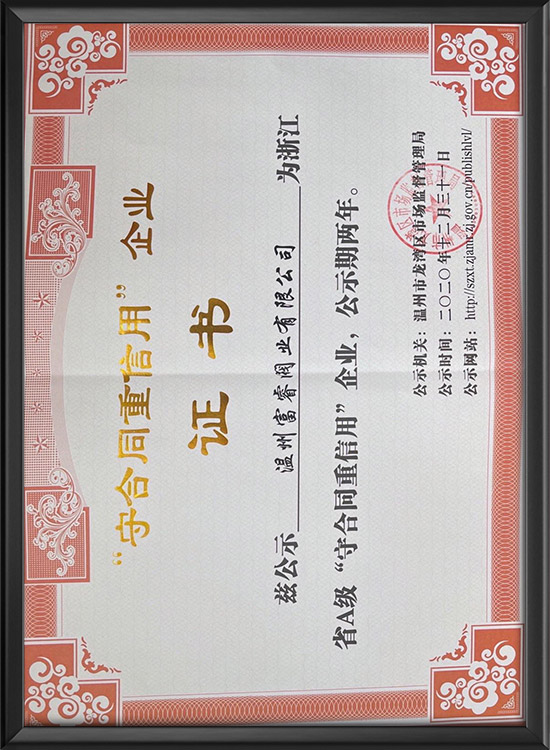 “守合同重信用”企业
证书
兹公示 温州富睿阀业有限公司 为浙江
省A级“守合同重信用”企业，公示期两年。
公示机关：温州市龙湾区市场监督管理局
公示时间：二〇二〇年十二月三十一日
公示网站：http://szxt.zjamr.zj.gov.cn/publishlvl/